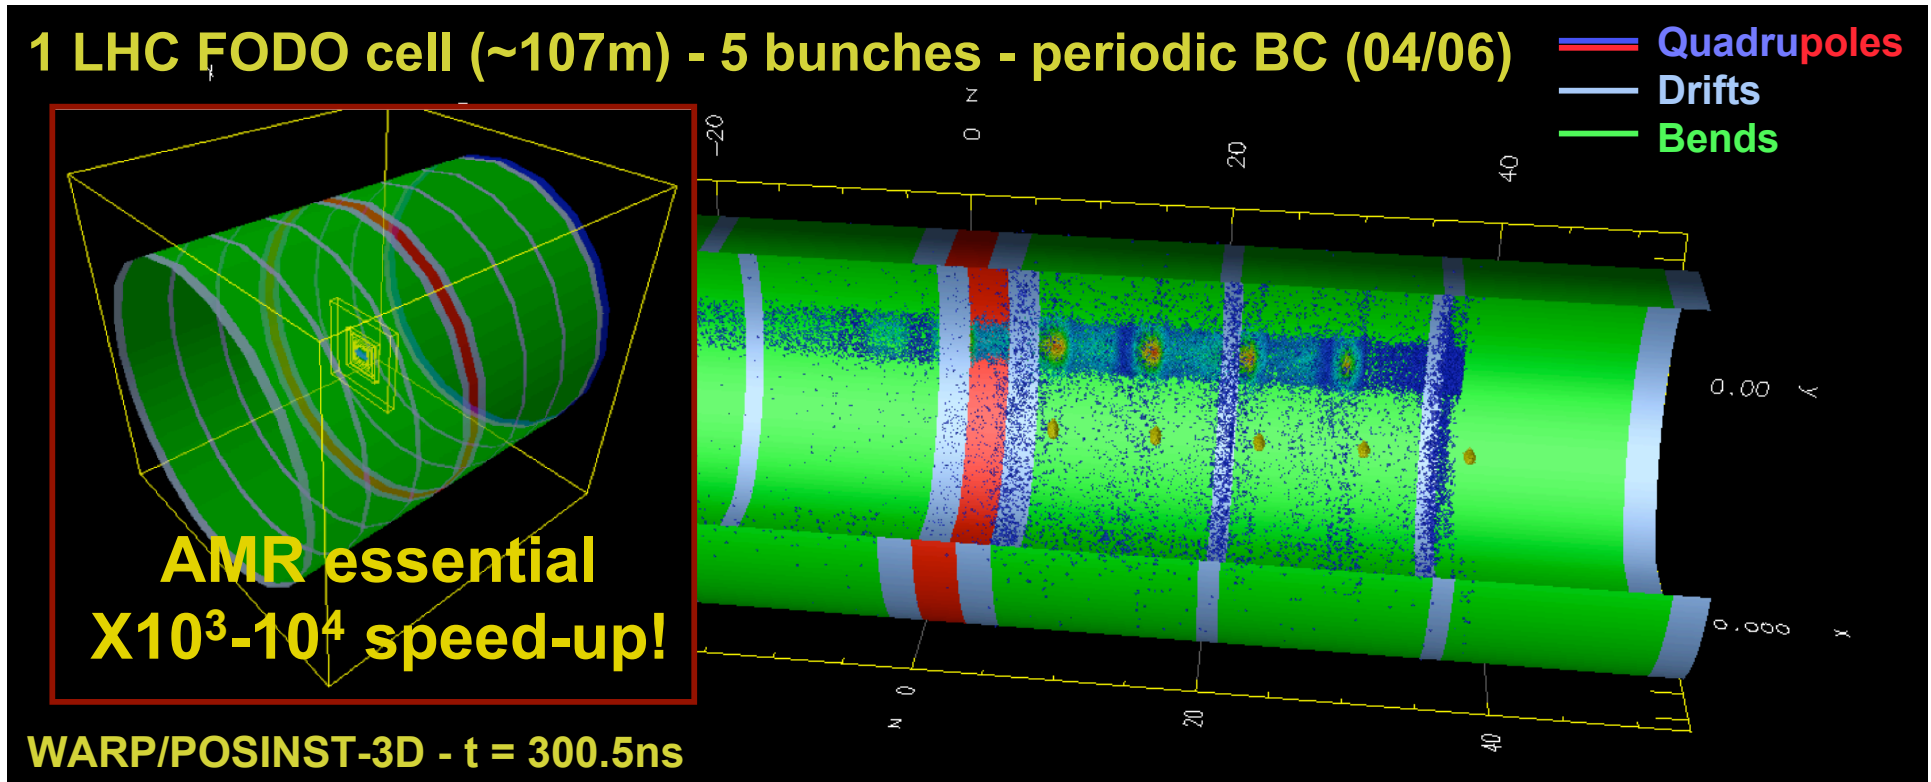 1 LHC FODO cell (~107m) - 5 bunches - periodic BC (04/06)
Quadrupoles
Drifts
Bends
Z
-20
0
20
40
0.00
y
0.000
x
AMR essential
X10³-10⁴ speed-up!
0
20
40
z
WARP/POSINST-3D - t = 300.5ns